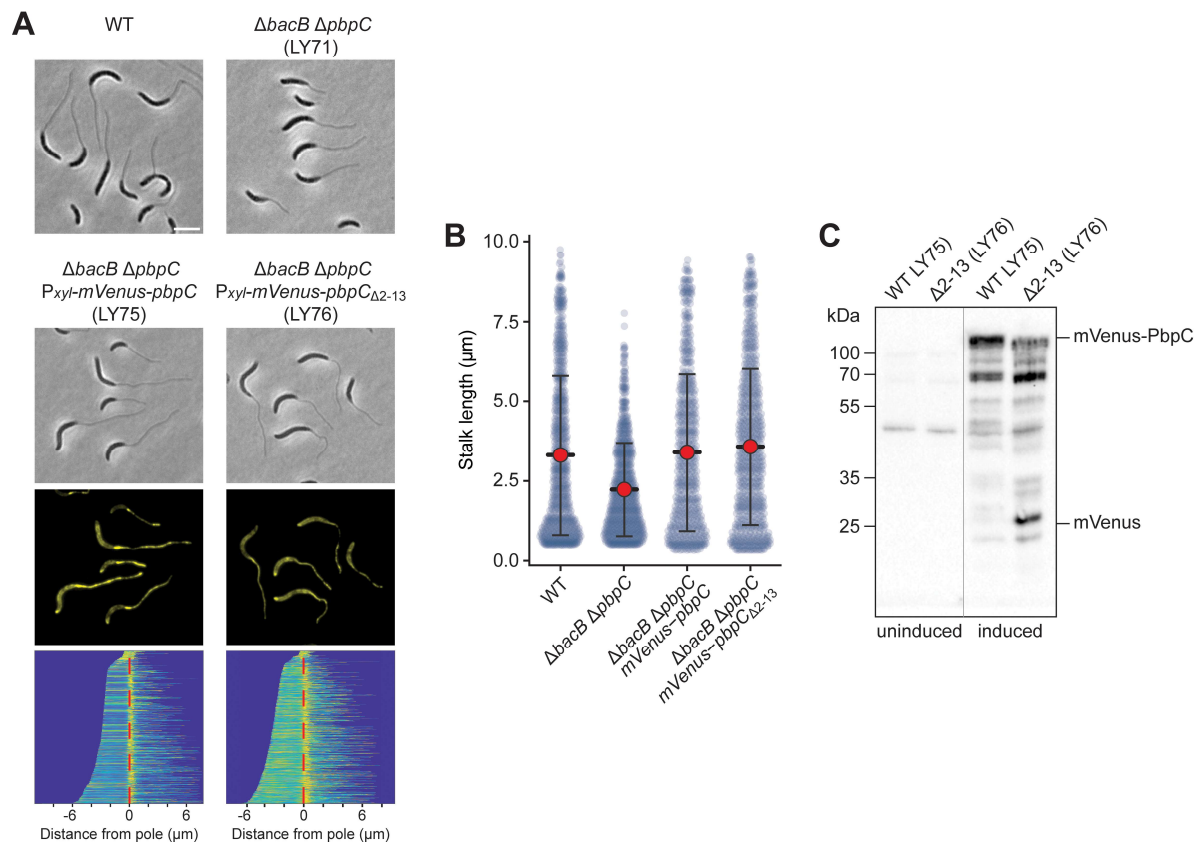 A
WT
ΔbacB ΔpbpC
(LY71)
ΔbacB ΔpbpC
Pxyl-mVenus-pbpC
(LY75)
ΔbacB ΔpbpC
Pxyl-mVenus-pbpCΔ2-13
(LY76)
-6 0 6
Distance from pole (µm)
-6 0 6
Distance from pole (µm)
B
Stalk length (µm)
10.0
7.5
5.0
2.5
0.0
WT
ΔbacB ΔpbpC
ΔbacB ΔpbpC
mVenus–pbpC
ΔbacB ΔpbpC
mVenus–pbpCΔ2-13
C
WT LY75)
Δ2-13 (LY76)
WT LY75)
Δ2-13 (LY76)
kDa
100
70
55
35
25
mVenus-PbpC
mVenus
uninduced
induced